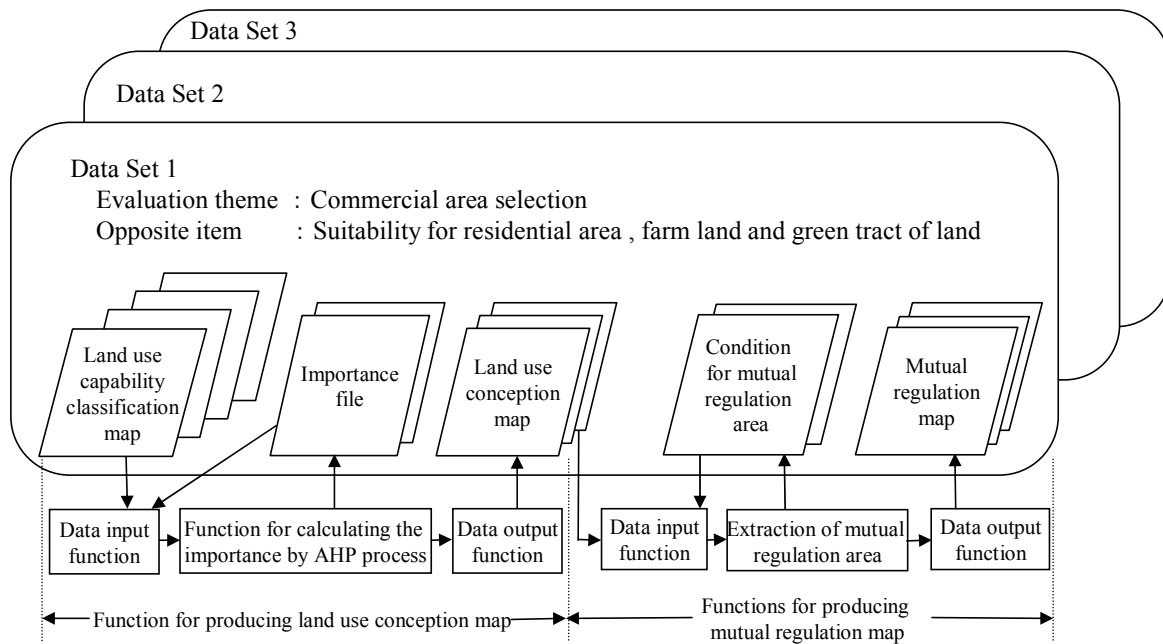 Data Set 3
Data Set 2
Data Set 1
Evaluation theme : Commercial area selection
Opposite item : Suitability for residential area , farm land and green tract of land
Land use
capability
classification
map
Importance
file
Land use
conception
map
Condition
for mutual
regulation
area
Mutual
regulation
map
Data input
function
Function for calculating the
importance by AHP process
Data output
function
Data input
function
Extraction of mutual
regulation area
Data output
function
Function for producing land use conception map
Functions for producing
mutual regulation map